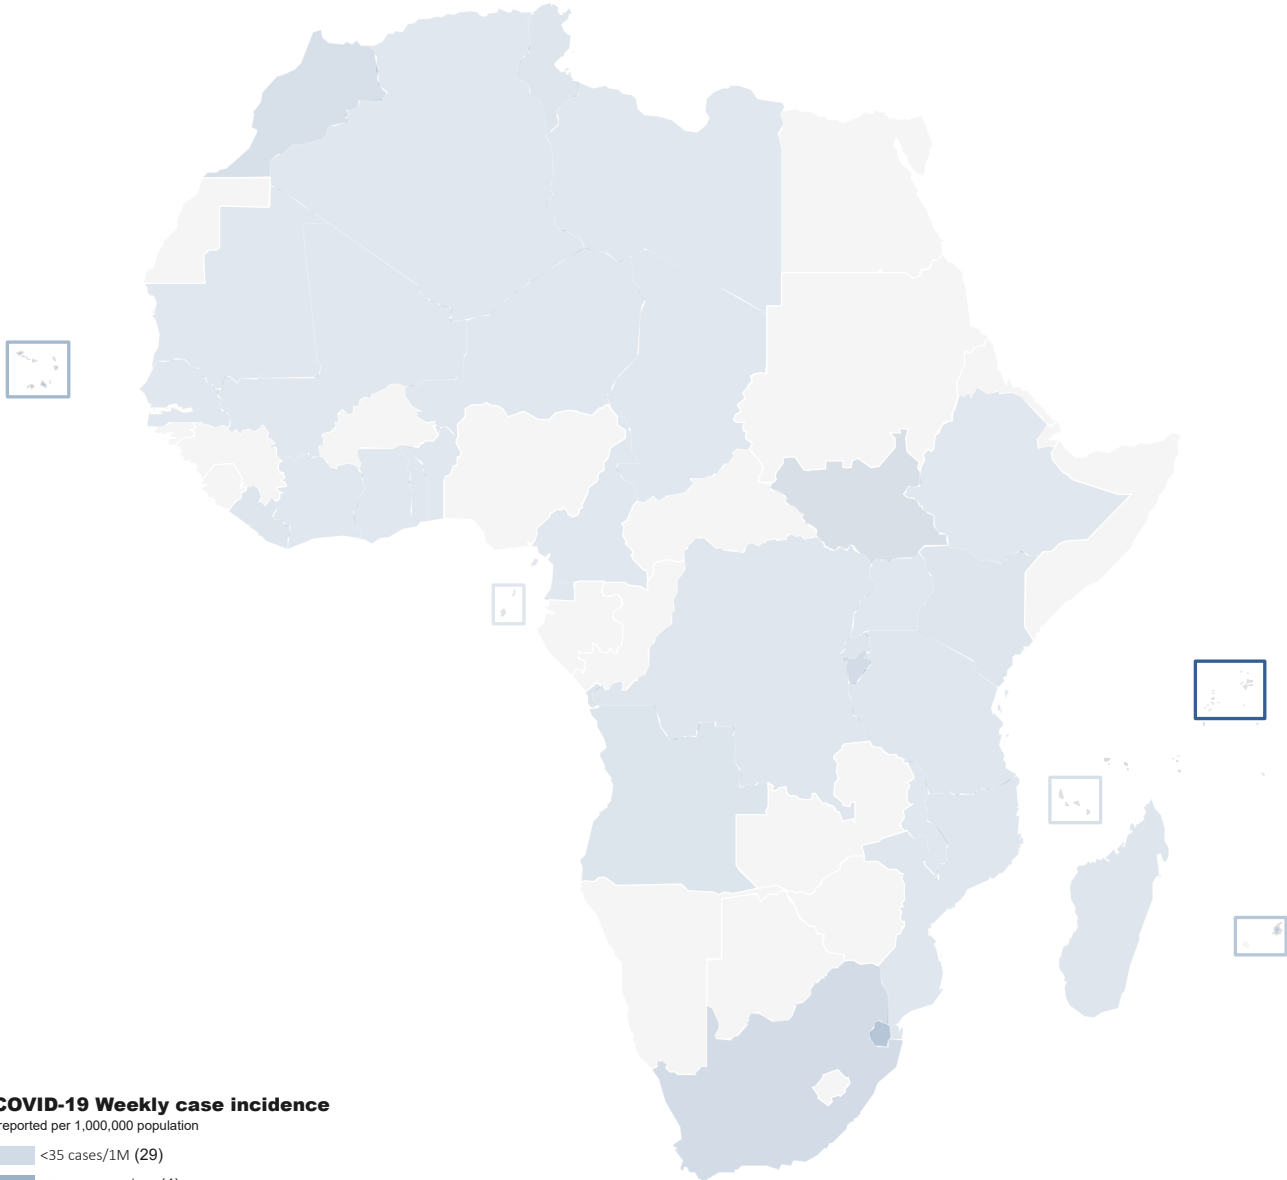 COVID-19 Weekly case incidence
reported per 1,000,000 population
<35 cases/1M (29)